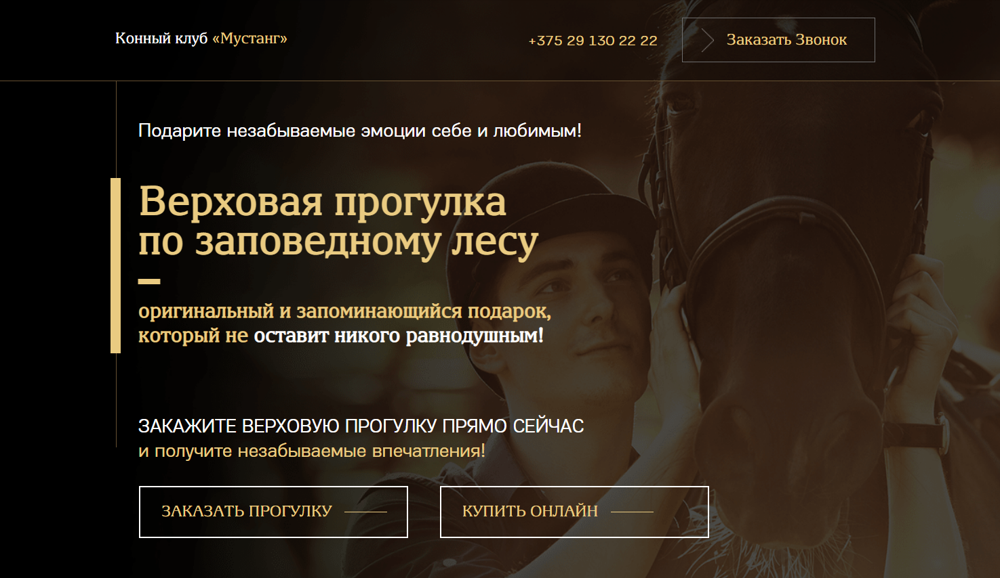 Конный клуб «Мустанг»
+375 29 130 22 22
Заказать Звонок
Подарите незабываемые эмоции себе и любимым!
Верховая прогулка
по заповедному лесу
–
оригинальный и запоминающийся подарок,
который не оставит никого равнодушным!
ЗАКАЖИТЕ ВЕРХОВУЮ ПРОГУЛКУ ПРЯМО СЕЙЧАС
и получите незабываемые впечатления!
ЗАКАЗАТЬ ПРОГУЛКУ
КУПИТЬ ОНЛАЙН